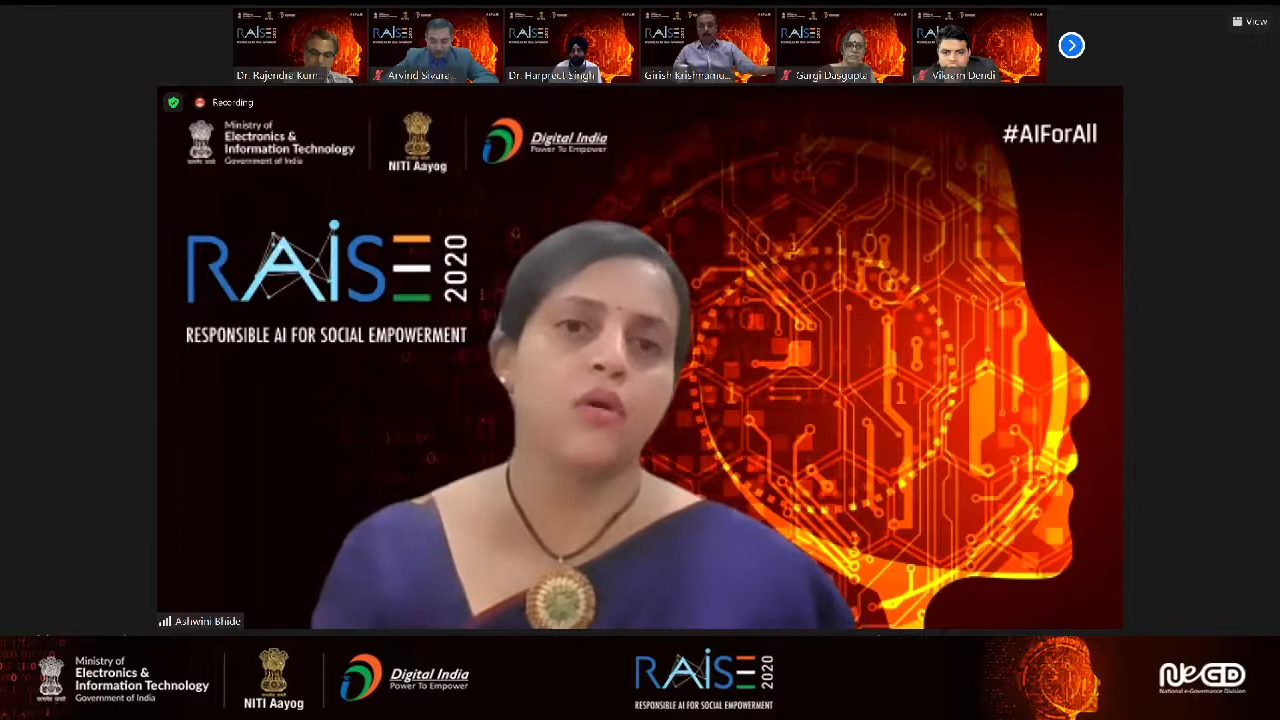 View
Dr. Rajendra Kum...
Arvind Sivara...
Dr. Harpreet Singh
Girish Krishnamu...
Gargi Dasgupta
Vikram Dendi
Recording
Ministry of
Electronics &
Information Technology
Government of India
NITI Aayog
Digital India
Power To Empower
#AIForAll
RAISE 2020
RESPONSIBLE AI FOR SOCIAL EMPOWERMENT
Ashwini Bhide
Ministry of
Electronics &
Information Technology
Government of India
NITI Aayog
Digital India
Power To Empower
RAISE 2020
RESPONSIBLE AI FOR SOCIAL EMPOWERMENT
NeGD
National e-Governance Division